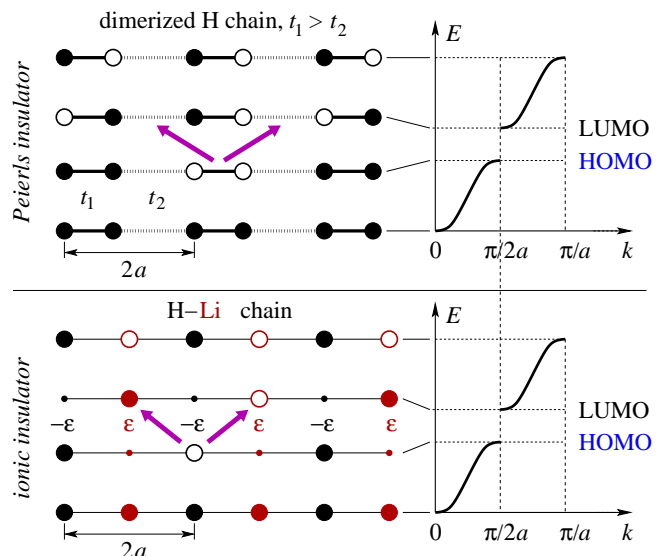 dimerized H chain, t₁ > t₂
Peierls insulator
t₁ t₂
2a
E
LUMO
HOMO
0 π/2a π/a k
H−Li chain
ionic insulator
−ε ε −ε ε −ε ε
2a
E
LUMO
HOMO
0 π/2a π/a k